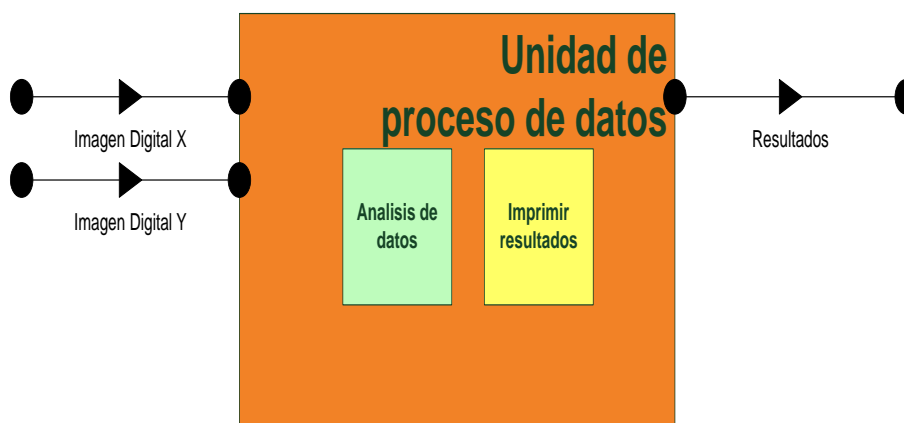 Unidad de
proceso de datos
Imagen Digital X
Resultados
Imagen Digital Y
Analisis de
datos
Imprimir
resultados